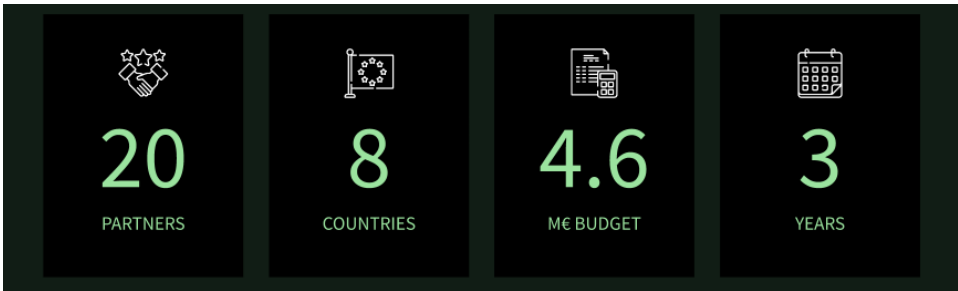 20
PARTNERS
8
COUNTRIES
4.6
M€ BUDGET
3
YEARS